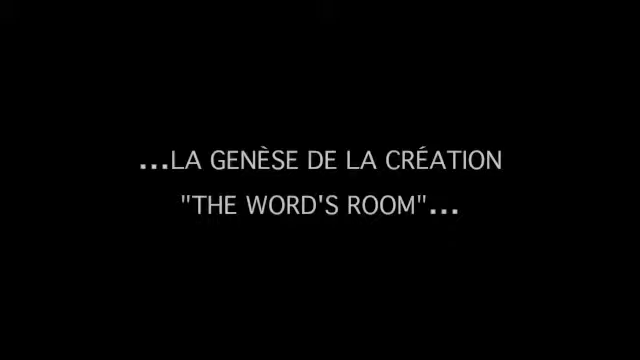 ...LA GENÈSE DE LA CRÉATION
"THE WORD'S ROOM"...